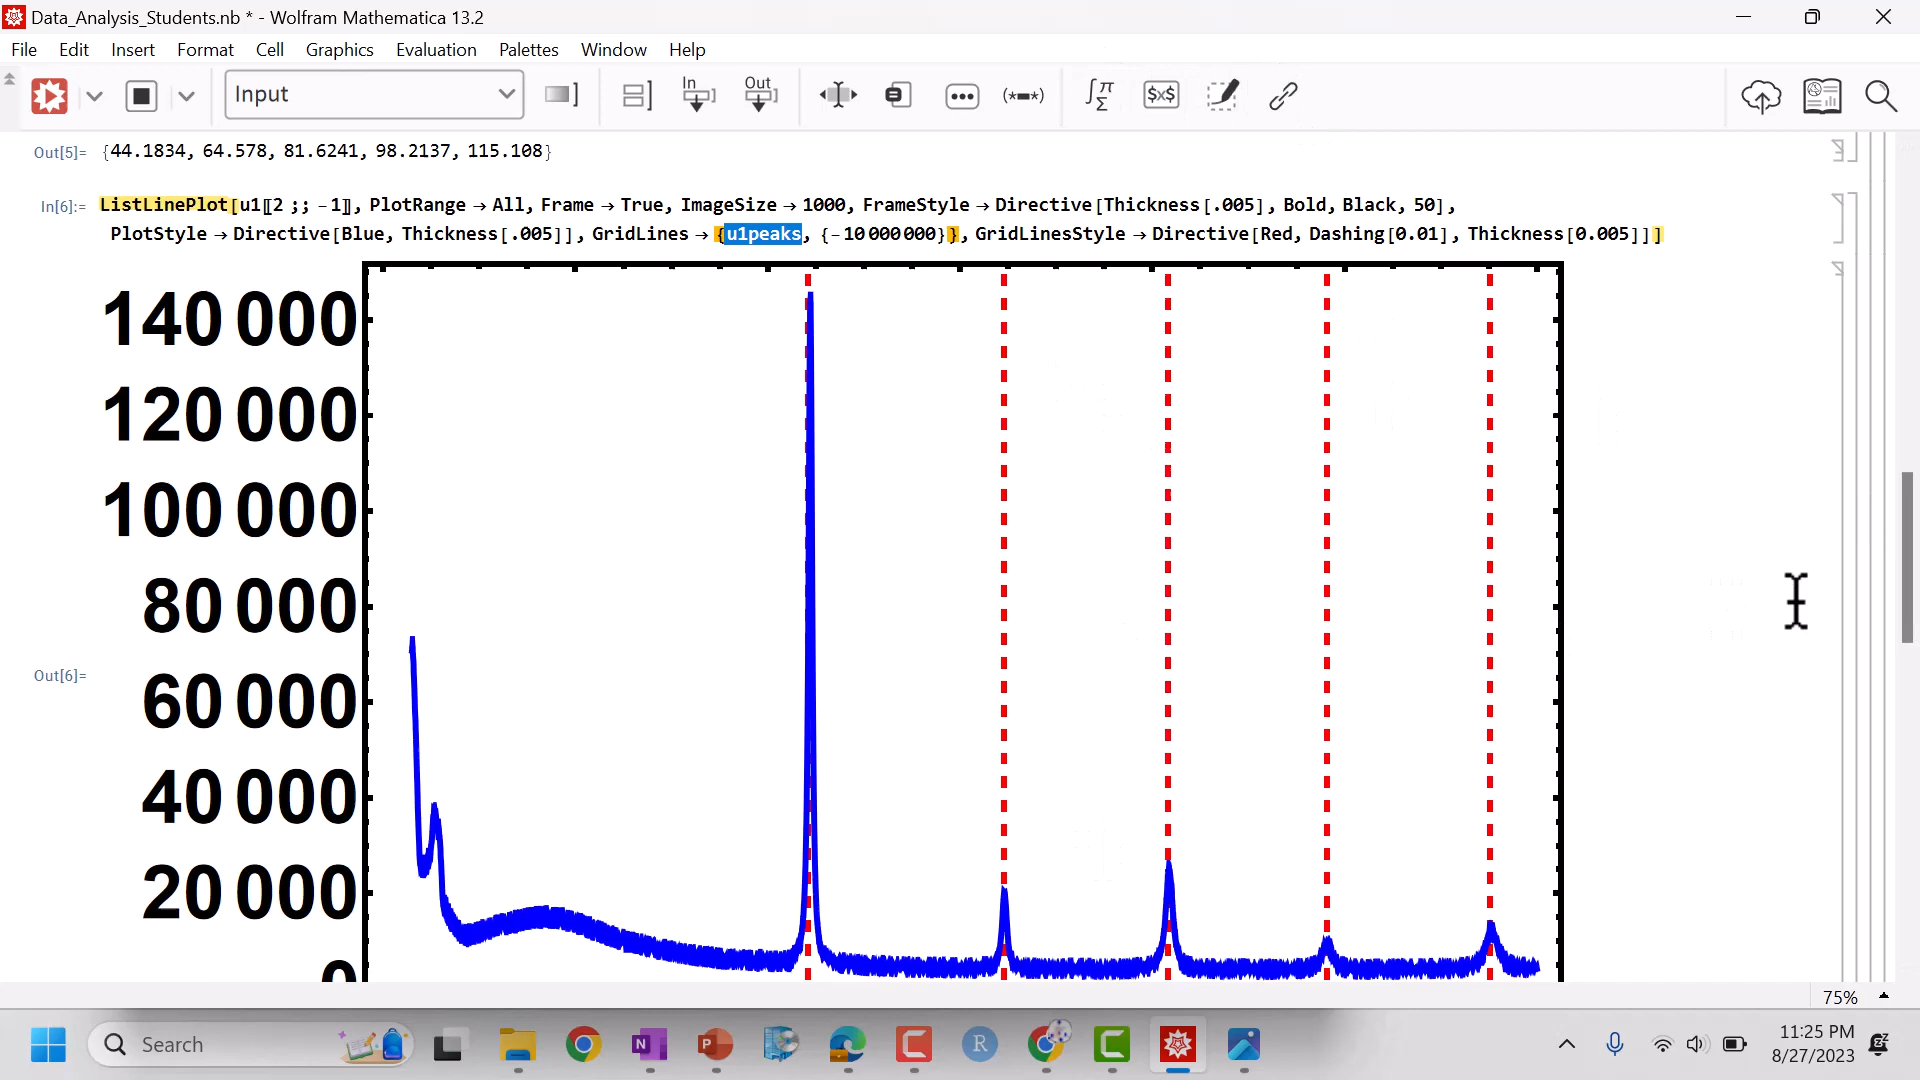 Data_Analysis_Students.nb * - Wolfram Mathematica 13.2
File Edit Insert Format Cell Graphics Evaluation Palettes Window Help
Input In Out (*■*) ∫π Σ $x$
Out[5]= {44.1834, 64.578, 81.6241, 98.2137, 115.108}
In[6]:= ListLinePlot[u1〚2 ;; -1〛, PlotRange → All, Frame → True, ImageSize → 1000, FrameStyle → Directive[Thickness[.005], Bold, Black, 50],
PlotStyle → Directive[Blue, Thickness[.005]], GridLines → {u1peaks, {-10 000 000}}, GridLinesStyle → Directive[Red, Dashing[0.01], Thickness[0.005]]]
140 000
120 000
100 000
80 000
Out[6]=
60 000
40 000
20 000
0
75%
Search
N
P
C
R
C
11:25 PM
8/27/2023